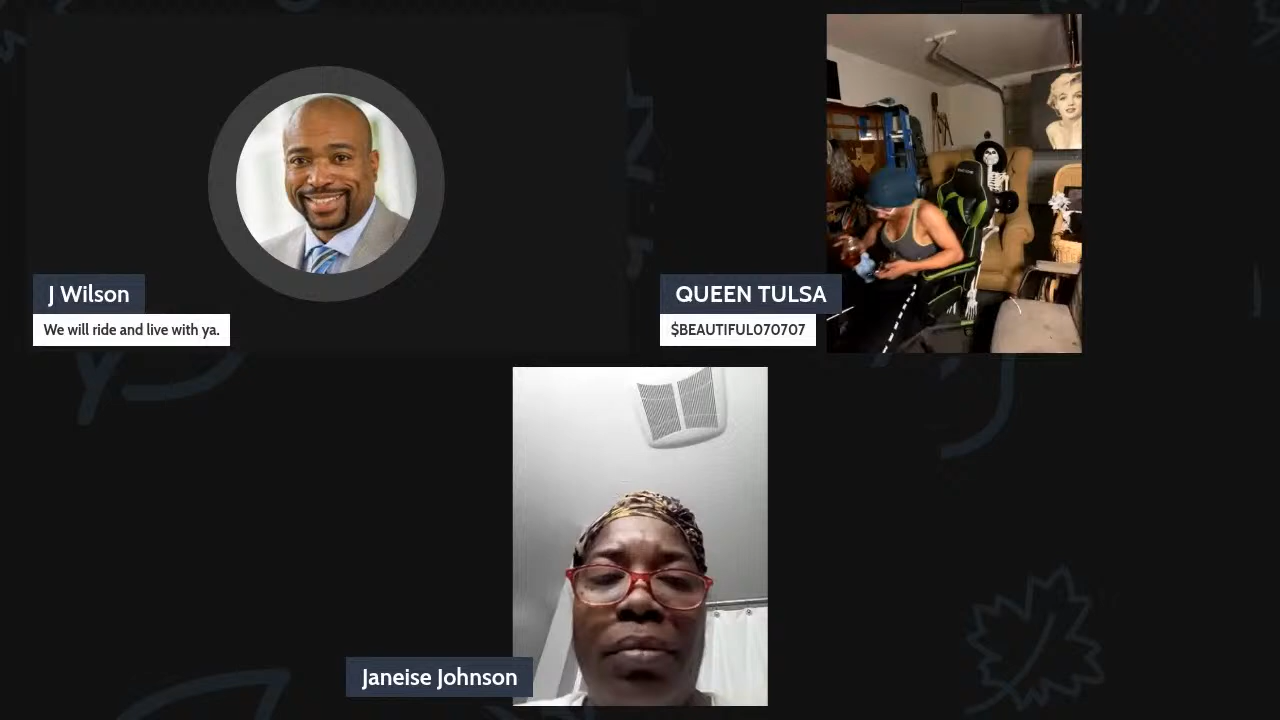 J Wilson
We will ride and live with ya.
QUEEN TULSA
$BEAUTIFUL070707
Janeise Johnson